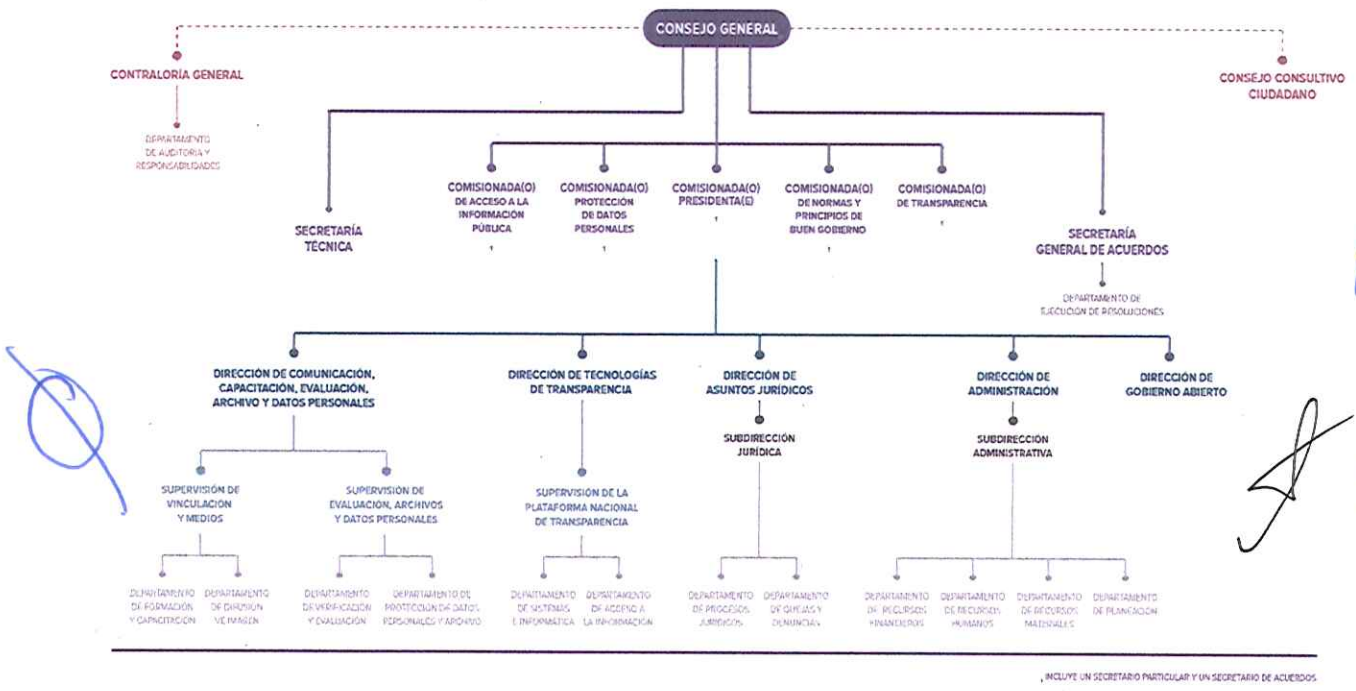 CONSEJO GENERAL
CONTRALORÍA GENERAL
DEPARTAMENTO
DE AUDITORÍA Y
RESPONSABILIDADES
CONSEJO CONSULTIVO
CIUDADANO
SECRETARÍA
TÉCNICA
COMISIONADA(O)
DE ACCESO A LA
INFORMACIÓN
PÚBLICA
1
COMISIONADA(O)
PROTECCIÓN
DE DATOS
PERSONALES
1
COMISIONADA(O)
PRESIDENTA(E)
1
COMISIONADA(O)
DE NORMAS Y
PRINCIPIOS DE
BUEN GOBIERNO
1
COMISIONADA(O)
DE TRANSPARENCIA
1
SECRETARÍA
GENERAL DE ACUERDOS
DEPARTAMENTO DE
EJECUCIÓN DE RESOLUCIONES
DIRECCIÓN DE COMUNICACIÓN,
CAPACITACIÓN, EVALUACIÓN,
ARCHIVO Y DATOS PERSONALES
DIRECCIÓN DE TECNOLOGÍAS
DE TRANSPARENCIA
DIRECCIÓN DE
ASUNTOS JURÍDICOS
DIRECCIÓN DE
ADMINISTRACIÓN
DIRECCIÓN DE
GOBIERNO ABIERTO
SUBDIRECCIÓN
JURÍDICA
SUBDIRECCIÓN
ADMINISTRATIVA
SUPERVISIÓN DE
VINCULACIÓN
Y MEDIOS
SUPERVISIÓN DE
EVALUACIÓN, ARCHIVOS
Y DATOS PERSONALES
SUPERVISIÓN DE LA
PLATAFORMA NACIONAL
DE TRANSPARENCIA
DEPARTAMENTO
DE FORMACIÓN
Y CAPACITACIÓN
DEPARTAMENTO
DE DIFUSIÓN
E IMAGEN
DEPARTAMENTO
DE VERIFICACIÓN
Y EVALUACIÓN
DEPARTAMENTO DE
PROTECCIÓN DE DATOS
PERSONALES Y ARCHIVO
DEPARTAMENTO
DE SISTEMAS
E INFORMÁTICA
DEPARTAMENTO
DE ACCESO A
LA INFORMACIÓN
DEPARTAMENTO
DE PROCESOS
JURÍDICOS
DEPARTAMENTO
DE QUEJAS Y
DENUNCIAS
DEPARTAMENTO
DE RECURSOS
FINANCIEROS
DEPARTAMENTO
DE RECURSOS
HUMANOS
DEPARTAMENTO
DE RECURSOS
MATERIALES
DEPARTAMENTO
DE PLANEACIÓN
1 INCLUYE UN SECRETARIO PARTICULAR Y UN SECRETARIO DE ACUERDOS